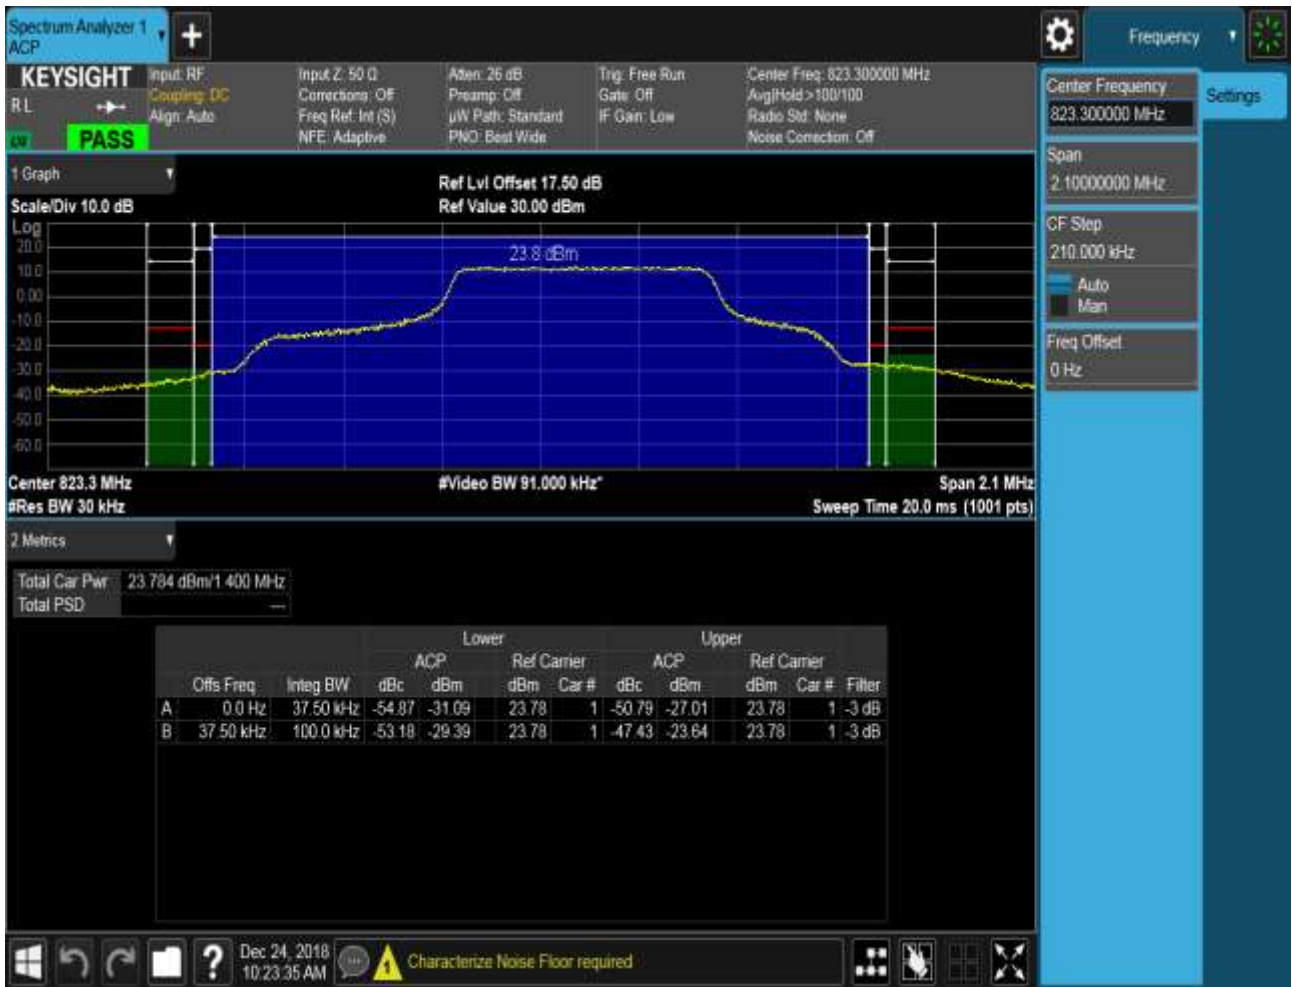 Spectrum Analyzer 1
ACP
Frequency
KEYSIGHT
R L
PASS
Input: RF
Coupling: DC
Align: Auto
Input Z: 50 Ω
Corrections: Off
Freq Ref: Int (S)
NFE: Adaptive
Atten: 26 dB
Preamp: Off
µW Path: Standard
PNO: Best Wide
Trig: Free Run
Gate: Off
IF Gain: Low
Center Freq: 823.300000 MHz
Avg|Hold:>100/100
Radio Std: None
Noise Correction: Off
Center Frequency
823.300000 MHz
Settings
Span
2.10000000 MHz
CF Step
210.000 kHz
Auto
Man
Freq Offset
0 Hz
1 Graph
Scale/Div 10.0 dB
Ref Lvl Offset 17.50 dB
Ref Value 30.00 dBm
Log
20.0
10.0
0.00
-10.0
-20.0
-30.0
-40.0
-50.0
-60.0
23.8 dBm
Center 823.3 MHz
#Video BW 91.000 kHz*
Span 2.1 MHz
#Res BW 30 kHz
Sweep Time 20.0 ms (1001 pts)
2 Metrics
Total Car Pwr 23.784 dBm/1.400 MHz
Total PSD ---
Lower Upper
ACP Ref Carrier ACP Ref Carrier
Offs Freq Integ BW dBc dBm dBm Car # dBc dBm dBm Car # Filter
A 0.0 Hz 37.50 kHz -54.87 -31.09 23.78 1 -50.79 -27.01 23.78 1 -3 dB
B 37.50 kHz 100.0 kHz -53.18 -29.39 23.78 1 -47.43 -23.64 23.78 1 -3 dB
?
Dec 24, 2018
10:23:35 AM
1
Characterize Noise Floor required